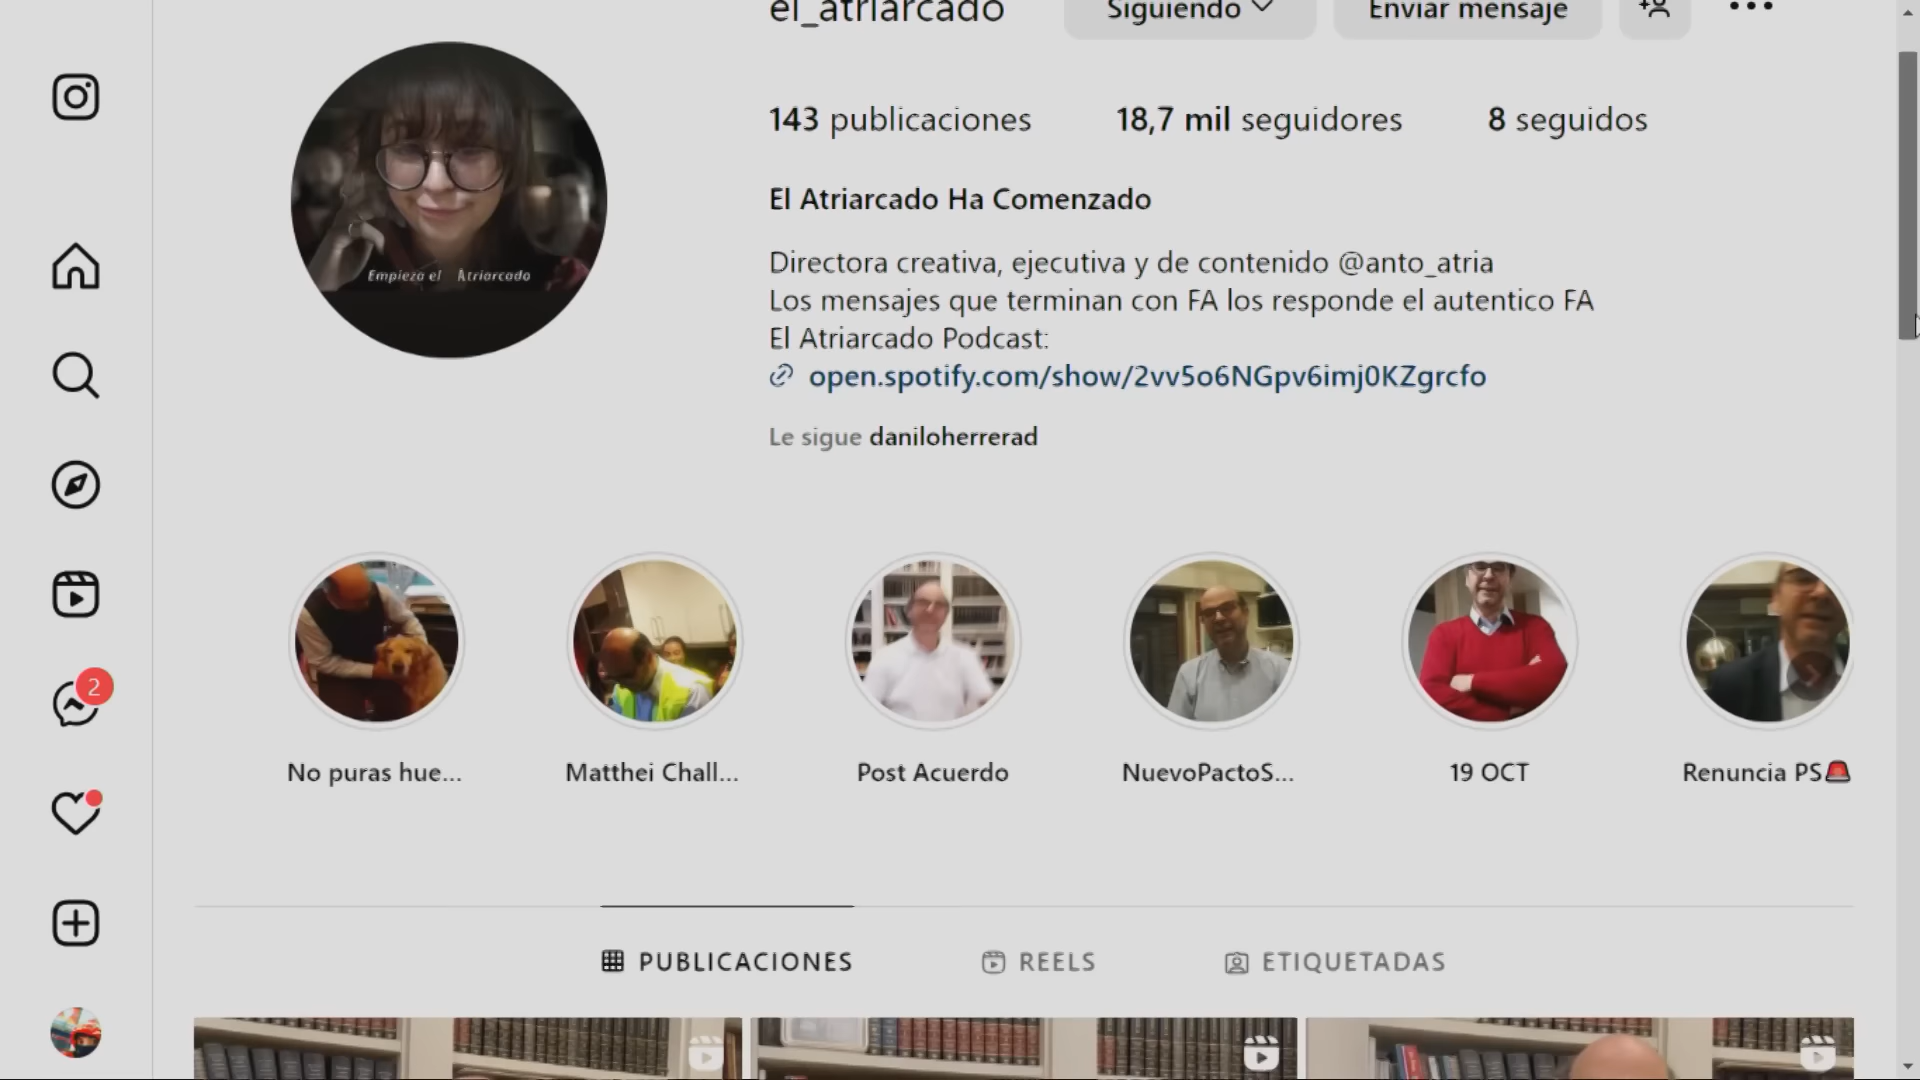 el_atriarcado
Siguiendo
Enviar mensaje
143 publicaciones
18,7 mil seguidores
8 seguidos
El Atriarcado Ha Comenzado
Directora creativa, ejecutiva y de contenido @anto_atria
Los mensajes que terminan con FA los responde el autentico FA
El Atriarcado Podcast:
open.spotify.com/show/2vv5o6NGpv6imj0KZgrcfo
Le sigue daniloherrerad
Empieza el Atriarcado
No puras hue...
Matthei Chall...
Post Acuerdo
NuevoPactoS...
19 OCT
Renuncia PS🚨
2
PUBLICACIONES
REELS
ETIQUETADAS